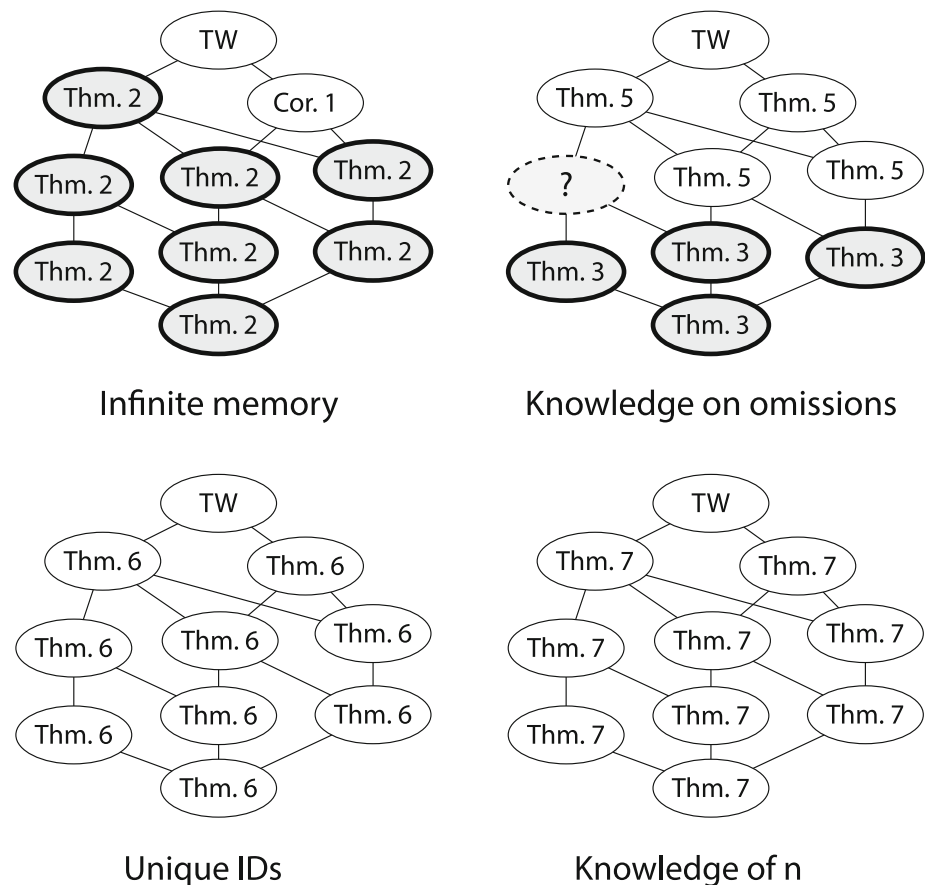 TW
Thm. 2
Cor. 1
Thm. 2
Thm. 2
Thm. 2
Thm. 2
Thm. 2
Thm. 2
Thm. 2
Infinite memory
TW
Thm. 5
Thm. 5
?
Thm. 5
Thm. 5
Thm. 3
Thm. 3
Thm. 3
Thm. 3
Knowledge on omissions
TW
Thm. 6
Thm. 6
Thm. 6
Thm. 6
Thm. 6
Thm. 6
Thm. 6
Thm. 6
Thm. 6
Unique IDs
TW
Thm. 7
Thm. 7
Thm. 7
Thm. 7
Thm. 7
Thm. 7
Thm. 7
Thm. 7
Thm. 7
Knowledge of n